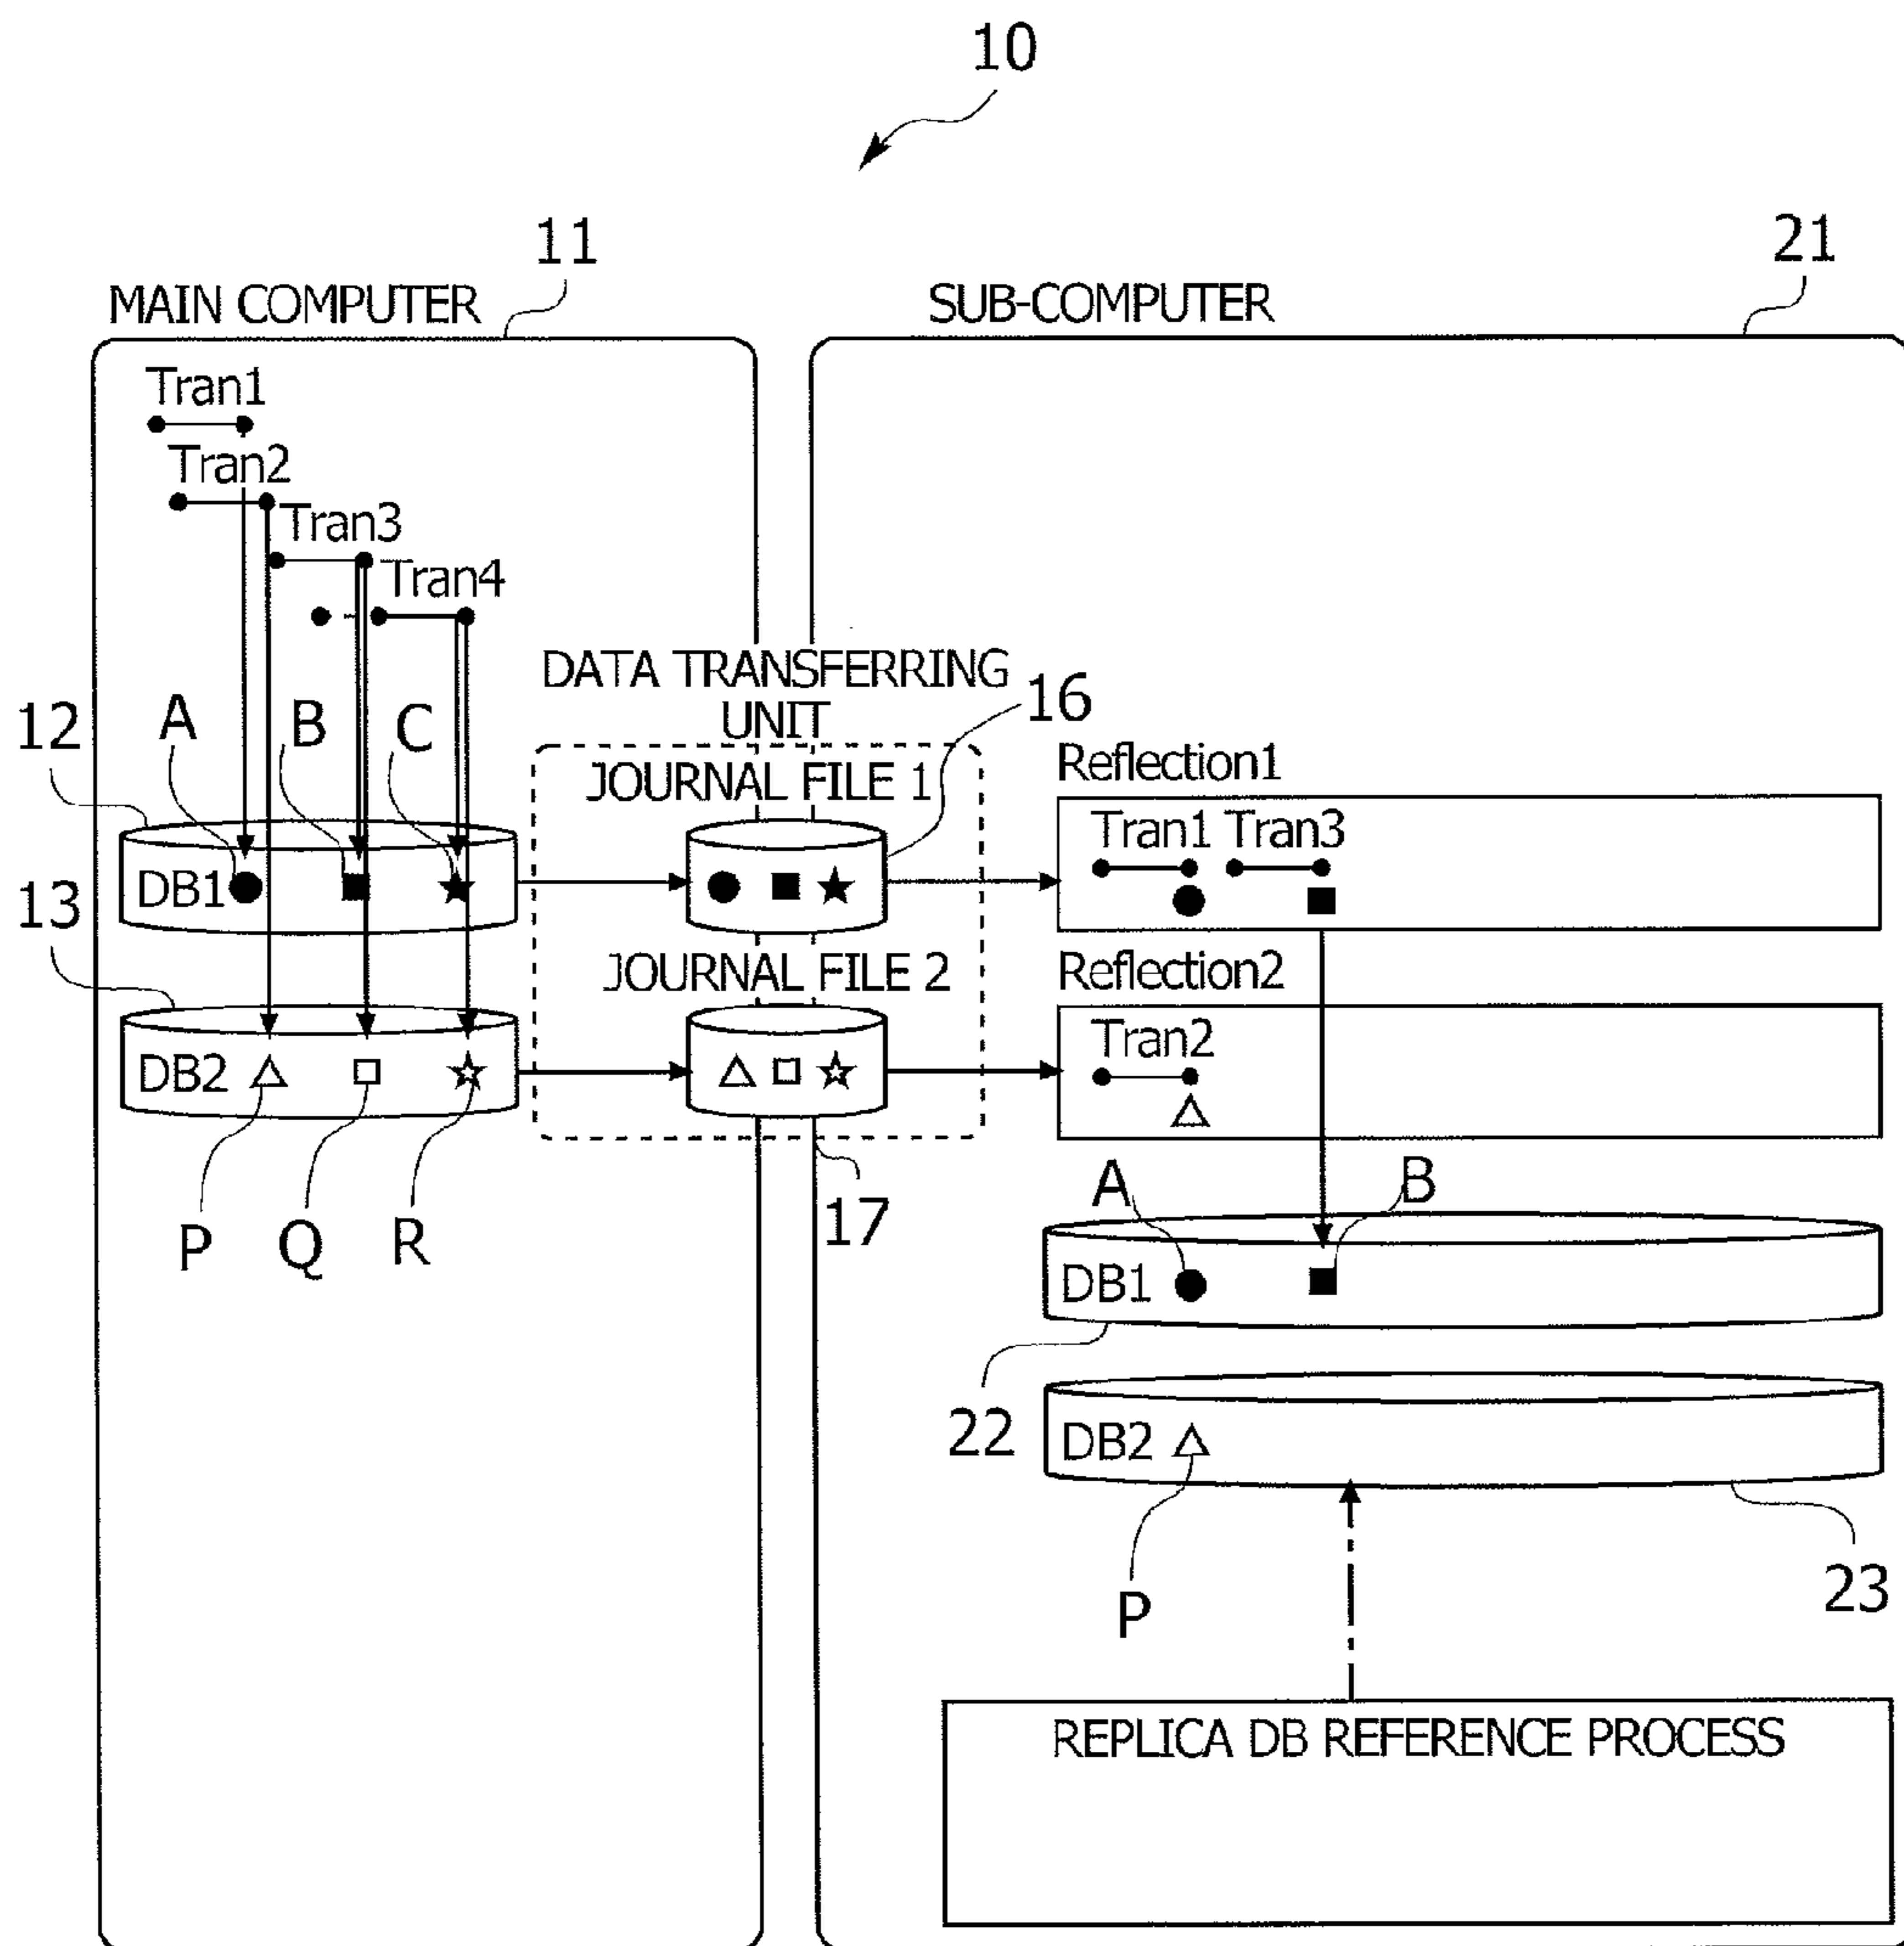 10
11
21
MAIN COMPUTER
SUB-COMPUTER
Tran1
Tran2
Tran3
Tran4
DATA TRANSFERRING
UNIT
16
12
A
B
C
JOURNAL FILE 1
Reflection1
Tran1 Tran3
DB1
13
JOURNAL FILE 2
Reflection2
Tran2
DB2
P
Q
R
17
A
B
DB1
22
DB2
P
23
REPLICA DB REFERENCE PROCESS